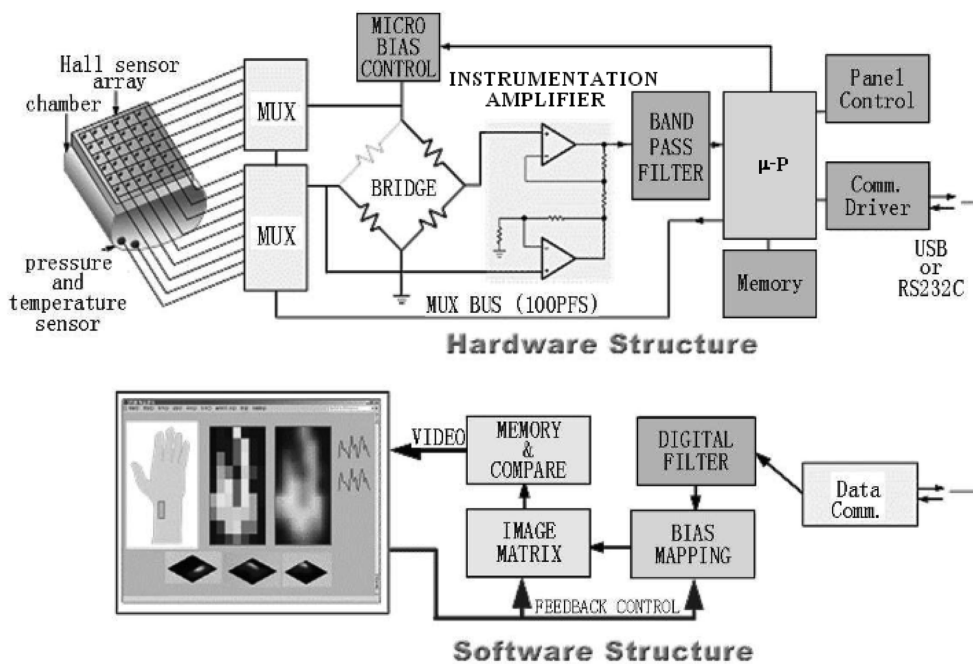 Hall sensor
array
chamber
pressure
and
temperature
sensor
MUX
MUX
MICRO
BIAS
CONTROL
BRIDGE
INSTRUMENTATION
AMPLIFIER
BAND
PASS
FILTER
μ-P
Panel
Control
Comm.
Driver
USB
or
RS232C
Memory
MUX BUS (100PFS)
Hardware Structure
VIDEO
MEMORY
&
COMPARE
IMAGE
MATRIX
DIGITAL
FILTER
BIAS
MAPPING
Data
Comm.
FEEDBACK CONTROL
Software Structure